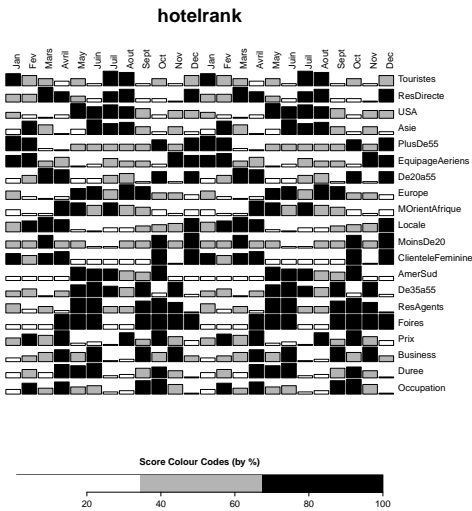 hotelrank
Jan Fev Mars Avril May Juin Juil Aout Sept Oct Nov Dec Jan Fev Mars Avril May Juin Juil Aout Sept Oct Nov Dec
Touristes
ResDirecte
USA
Asie
PlusDe55
EquipageAeriens
De20a55
Europe
MOrientAfrique
Locale
MoinsDe20
ClienteleFeminine
AmerSud
De35a55
ResAgents
Foires
Prix
Business
Duree
Occupation
Score Colour Codes (by %)
20 40 60 80 100